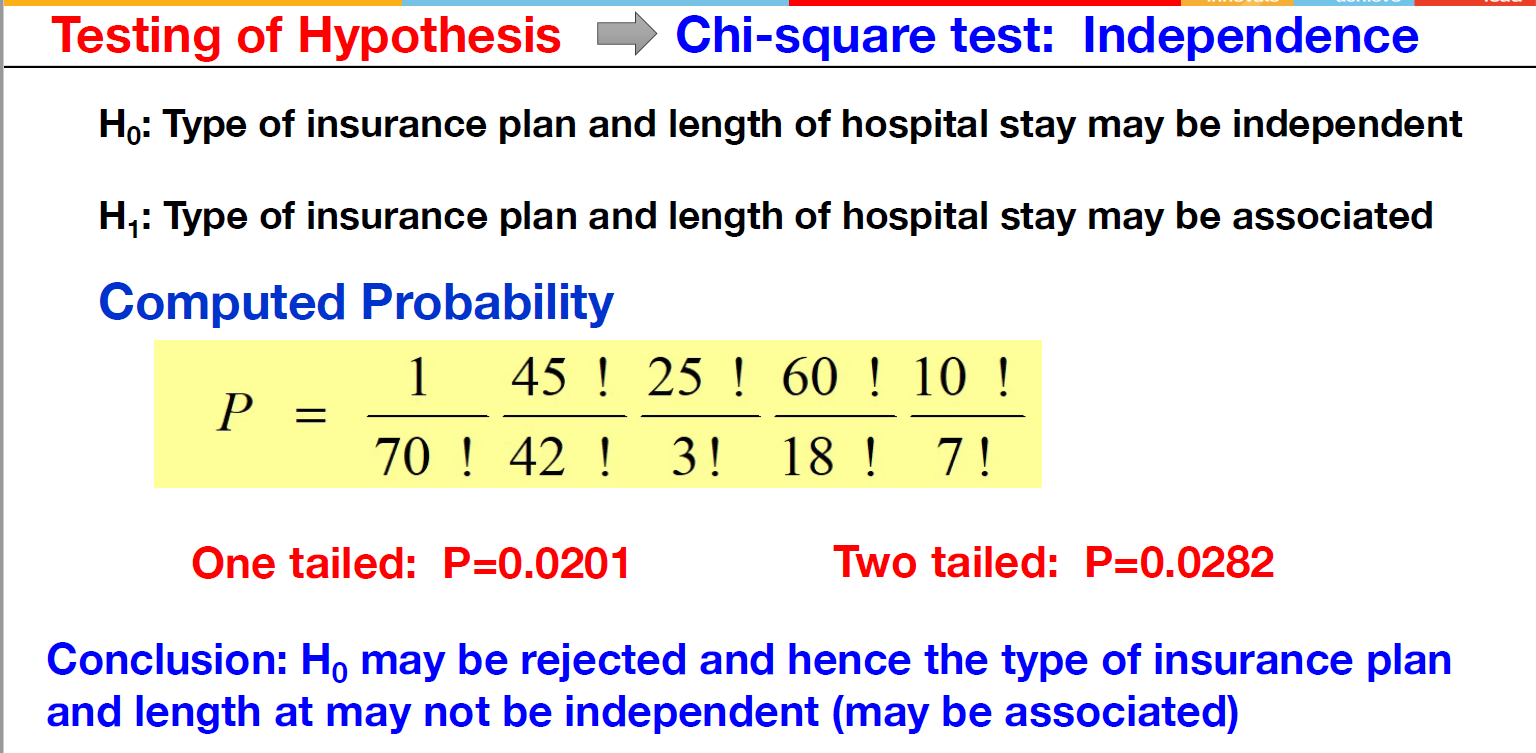 Testing of Hypothesis Chi-square test: Independence
H₀: Type of insurance plan and length of hospital stay may be independent
H₁: Type of insurance plan and length of hospital stay may be associated
Computed Probability
P = 1/70 ! 45 !/42 ! 25 !/3! 60 !/18 ! 10 !/7!
One tailed: P=0.0201 Two tailed: P=0.0282
Conclusion: H₀ may be rejected and hence the type of insurance plan
and length at may not be independent (may be associated)